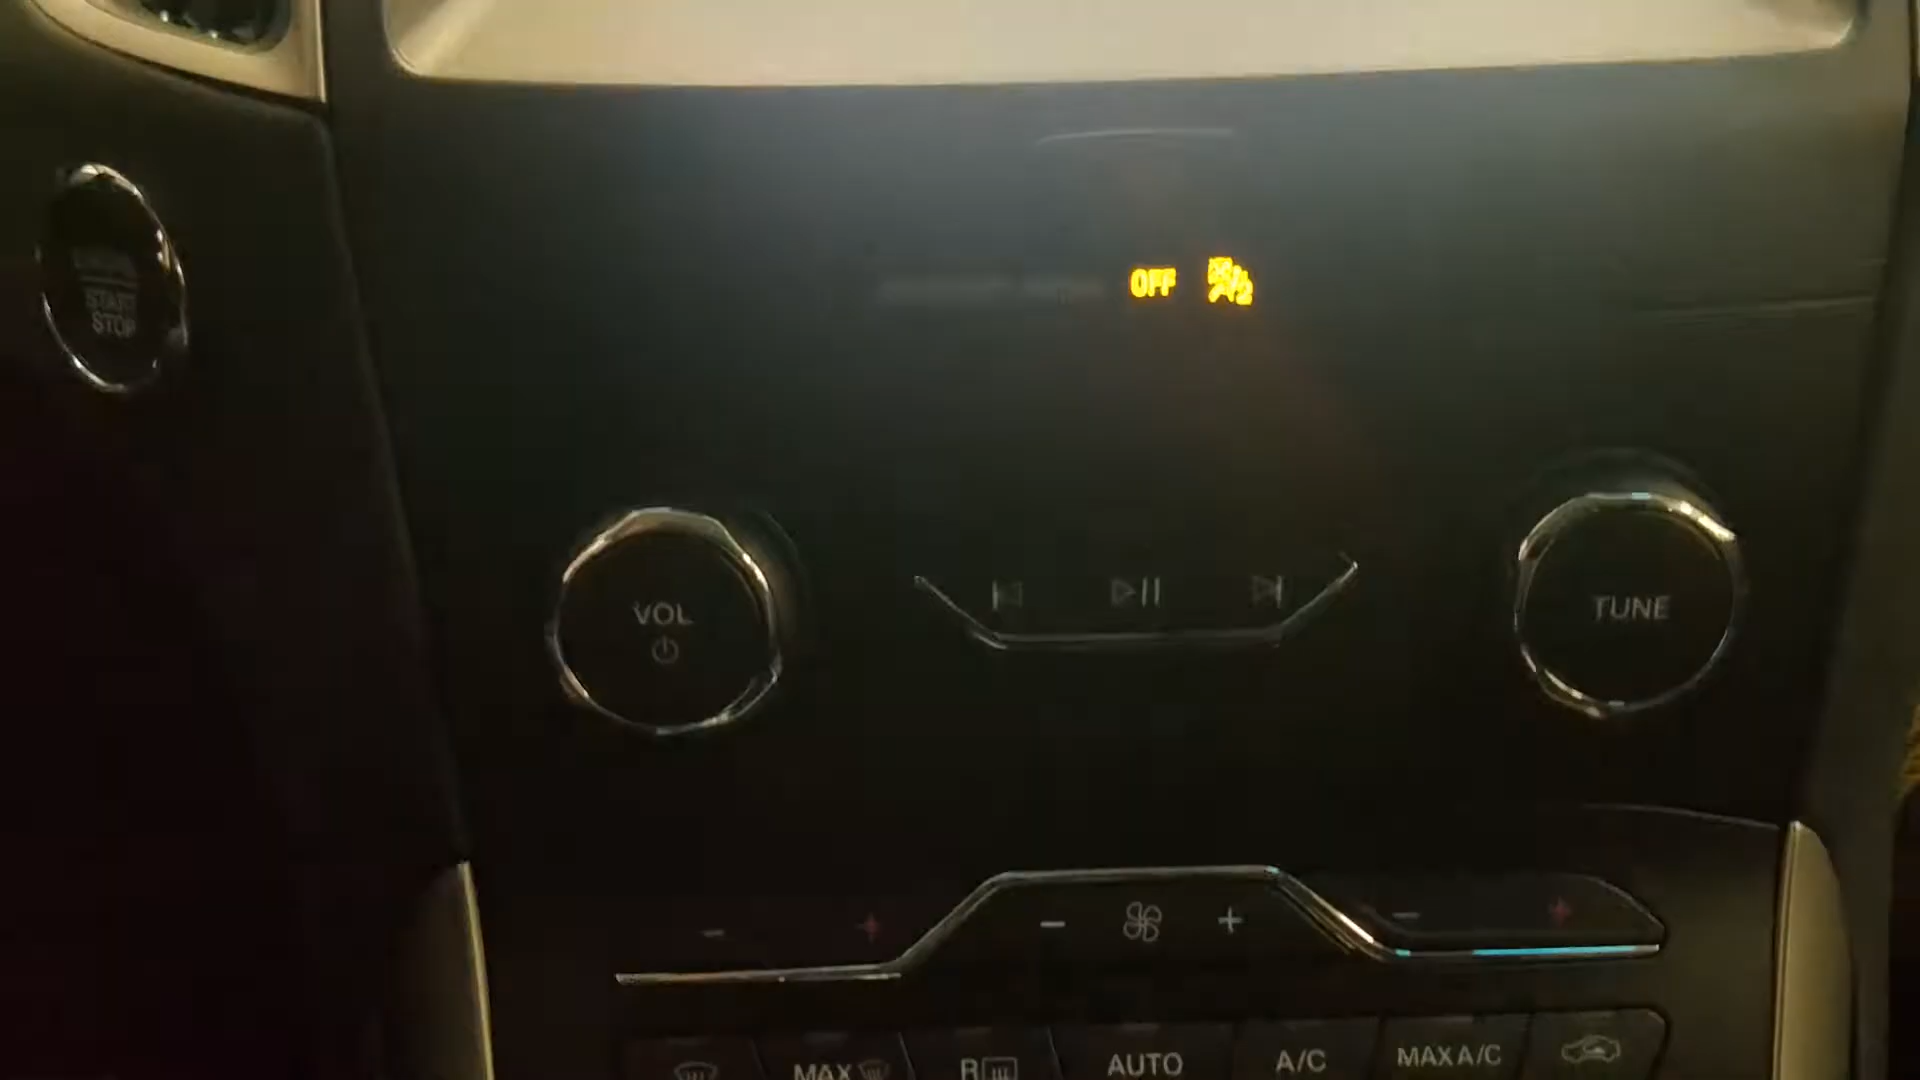 START
STOP
OFF
VOL
TUNE
MAX
R
AUTO
A/C
MAX A/C